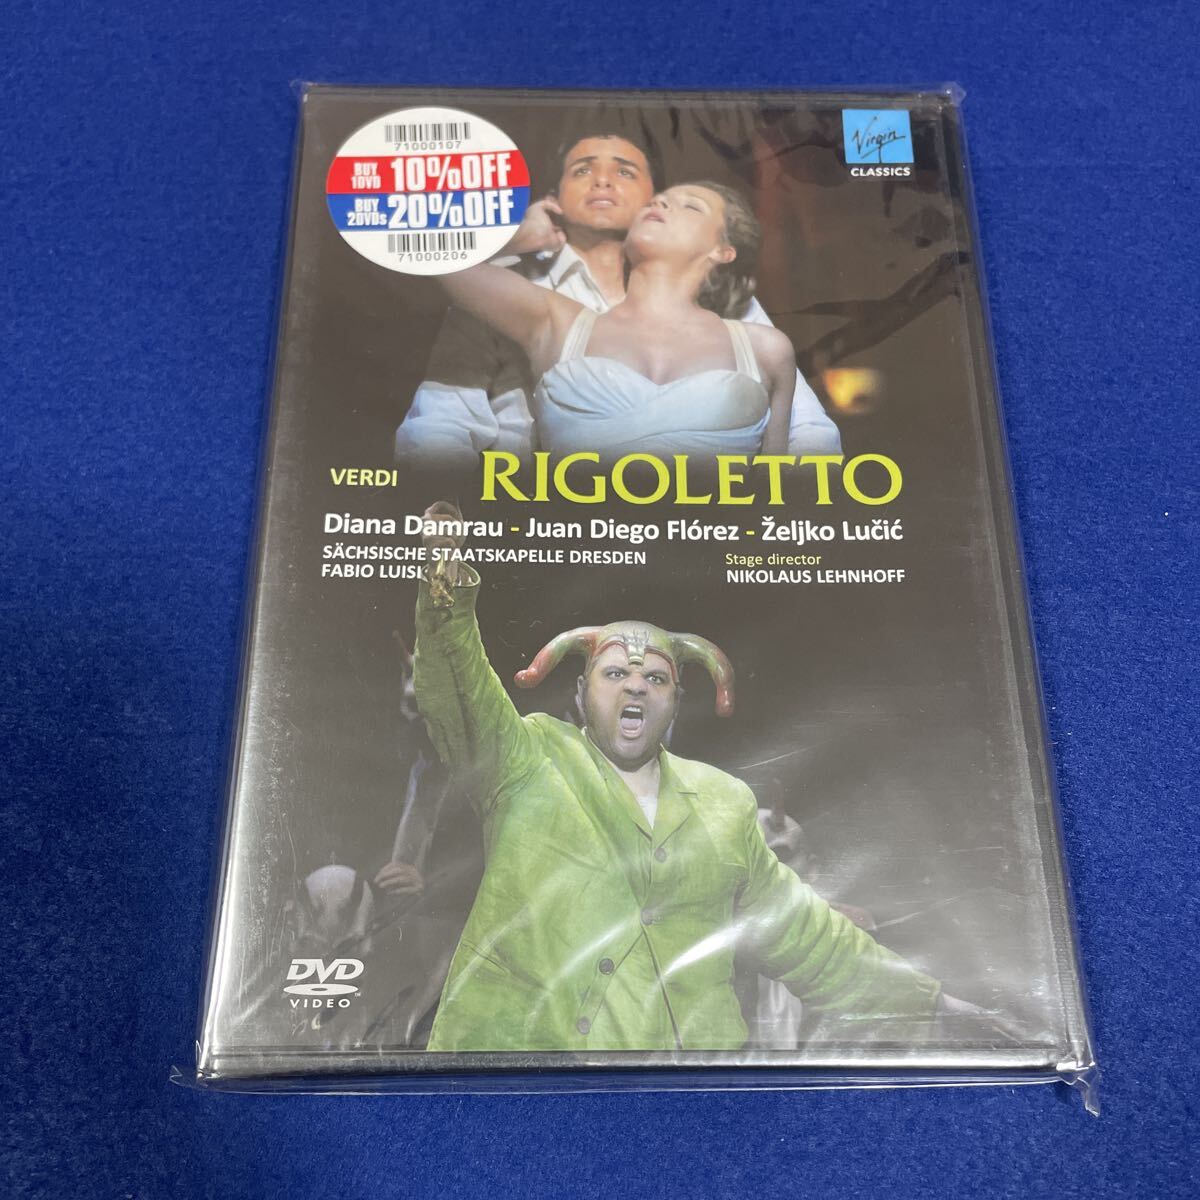 71000107
BUY 1DVD 10%OFF
BUY 2DVDs 20%OFF
71000206
Virgin
CLASSICS
VERDI RIGOLETTO
Diana Damrau - Juan Diego Flórez - Željko Lučić
SÄCHSISCHE STAATSKAPELLE DRESDEN
FABIO LUISI
Stage director
NIKOLAUS LEHNHOFF
DVD
VIDEO